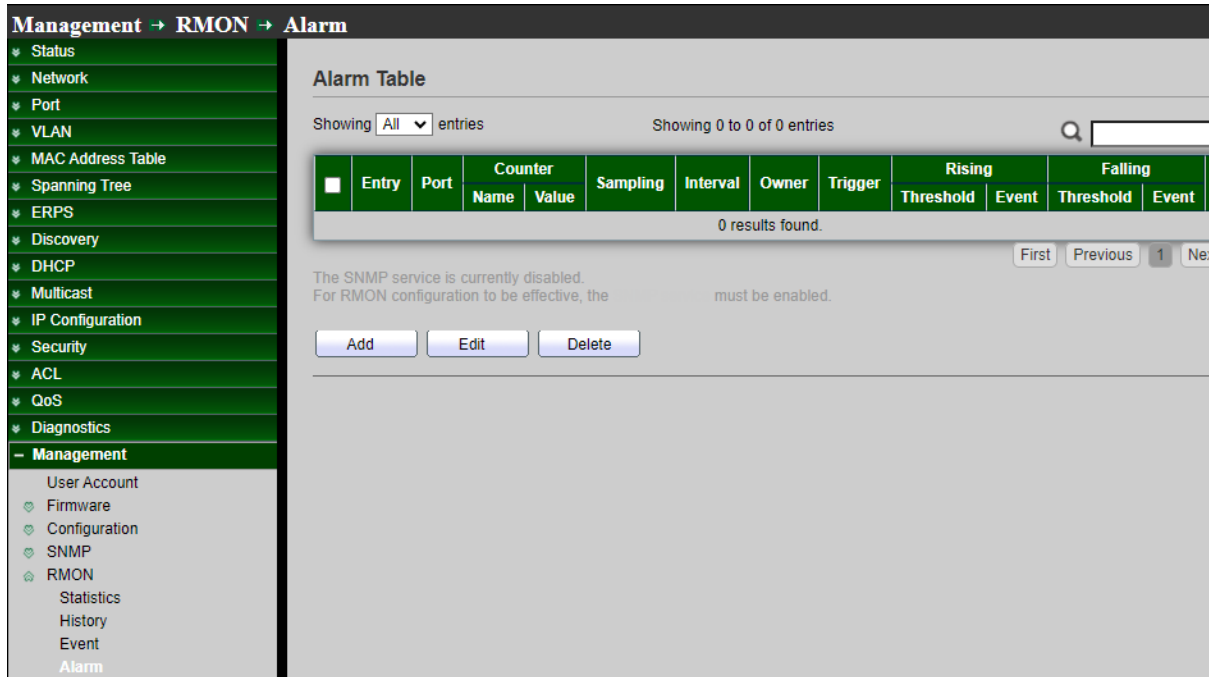 Management → RMON → Alarm
Status
Network
Port
VLAN
MAC Address Table
Spanning Tree
ERPS
Discovery
DHCP
Multicast
IP Configuration
Security
ACL
QoS
Diagnostics
Management
User Account
Firmware
Configuration
SNMP
RMON
Statistics
History
Event
Alarm
Alarm Table
Showing All entries
Showing 0 to 0 of 0 entries
Entry Port Counter Sampling Interval Owner Trigger Rising Falling
Name Value Threshold Event Threshold Event
0 results found.
First Previous 1
The SNMP service is currently disabled.
For RMON configuration to be effective, the must be enabled.
Add Edit Delete